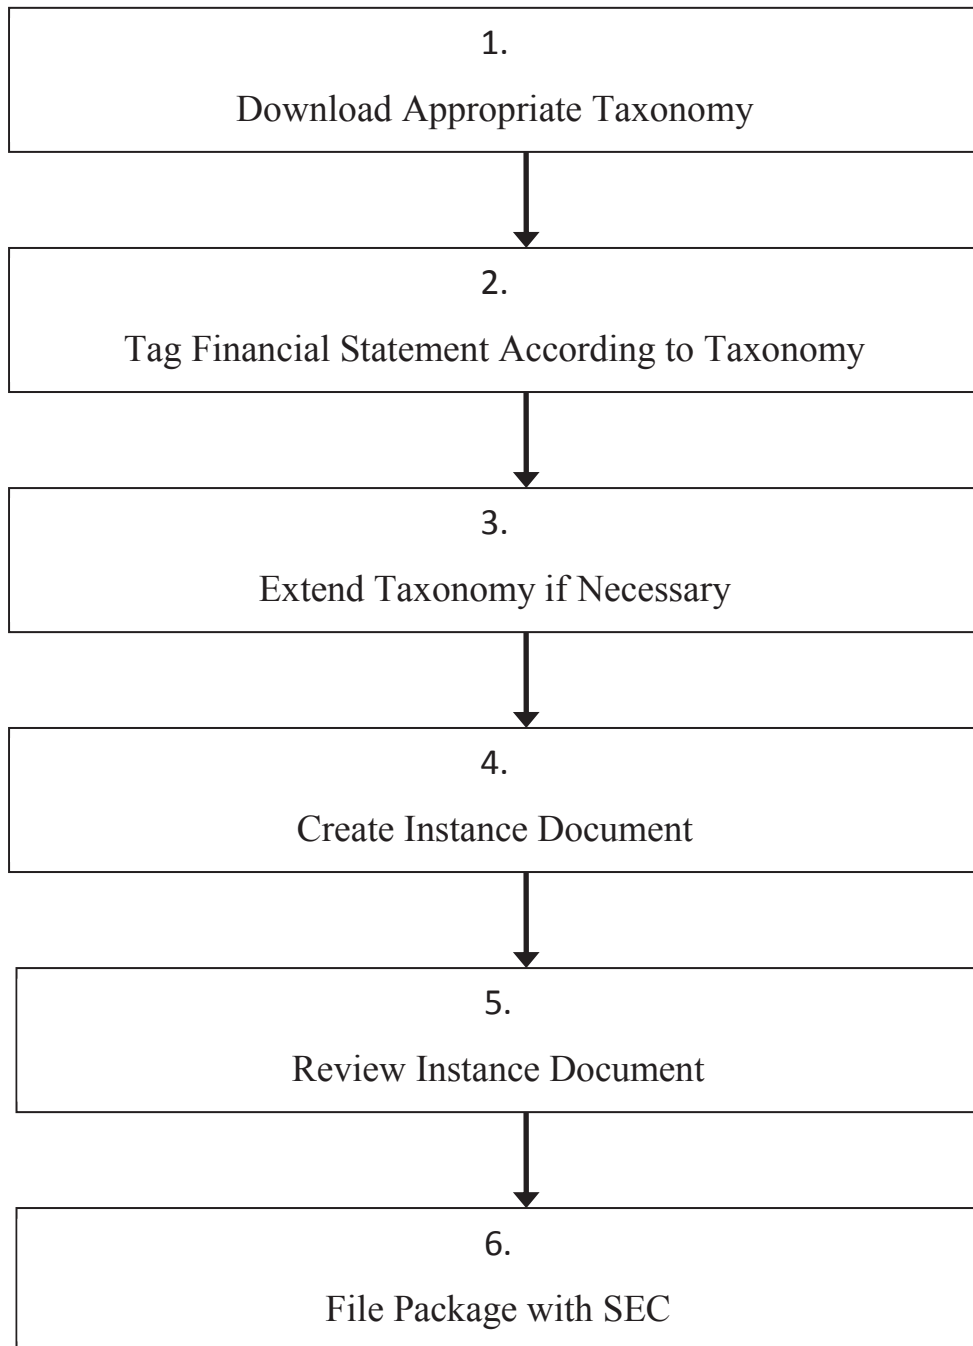 1.
Download Appropriate Taxonomy
2.
Tag Financial Statement According to Taxonomy
3.
Extend Taxonomy if Necessary
4.
Create Instance Document
5.
Review Instance Document
6.
File Package with SEC